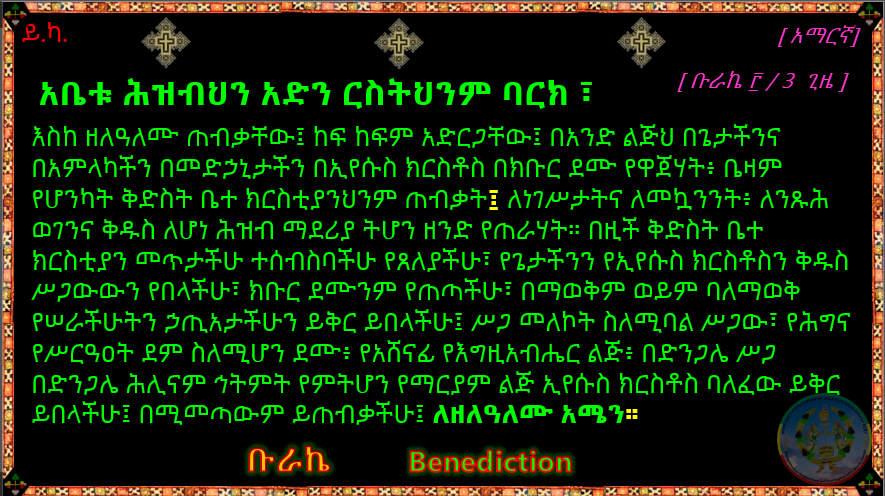 ይ.ካ.
[ አማርኛ]
[ ቡራኬ ፫ / 3 ጊዜ ]
አቤቱ ሕዝብህን አድን ርስትህንም ባርክ ፣
እስከ ዘለዓለሙ ጠብቃቸው፤ ከፍ ከፍም አድርጋቸው፤ በአንድ ልጅህ በጌታችንና
በአምላካችን በመድኃኒታችን በኢየሱስ ክርስቶስ በክቡር ደሙ የዋጀሃት፥ ቤዛም
የሆንካት ቅድስት ቤተ ክርስቲያንህንም ጠብቃት፤ ለነገሥታትና ለመኳንንት፥ ለንጹሕ
ወገንና ቅዱስ ለሆነ ሕዝብ ማደሪያ ትሆን ዘንድ የጠራሃት። በዚች ቅድስት ቤተ
ክርስቲያን መጥታችሁ ተሰብስባችሁ የጸለያችሁ፣ የጌታችንን የኢየሱስ ክርስቶስን ቅዱስ
ሥጋውውን የበላችሁ፣ ክቡር ደሙንም የጠጣችሁ፣ በማወቅም ወይም ባለማወቅ
የሠራችሁትን ኃጢአታችሁን ይቅር ይበላችሁ፤ ሥጋ መለኮት ስለሚባል ሥጋው፣ የሕግና
የሥርዓዐት ደም ስለሚሆን ደሙ፥ የአሸናፊ የእግዚአብሔር ልጅ፥ በድንጋሌ ሥጋ
በድንጋሌ ሕሊናም ኅትምት የምትሆን የማርያም ልጅ ኢየሱስ ክርስቶስ ባለፈው ይቅር
ይበላችሁ፤ በሚመጣውም ይጠብቃችሁ፤ ለዘለዓለሙ አሜን።
ቡራኬ Benediction